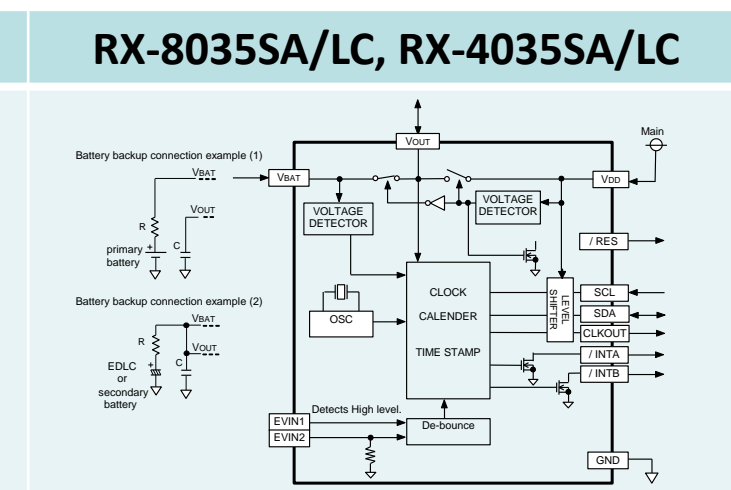 RX-8035SA/LC, RX-4035SA/LC
Battery backup connection example (1)
VBAT
VOUT
R
C
+
primary
battery
Battery backup connection example (2)
VBAT
R
VOUT
+
C
EDLC
or
secondary
battery
VOUT
Main
VBAT
VDD
VOLTAGE
DETECTOR
VOLTAGE
DETECTOR
/ RES
CLOCK
CALENDER
TIME STAMP
LEVEL
SHIFTER
SCL
SDA
CLKOUT
OSC
/ INTA
/ INTB
Detects High level.
EVIN1
EVIN2
De-bounce
GND